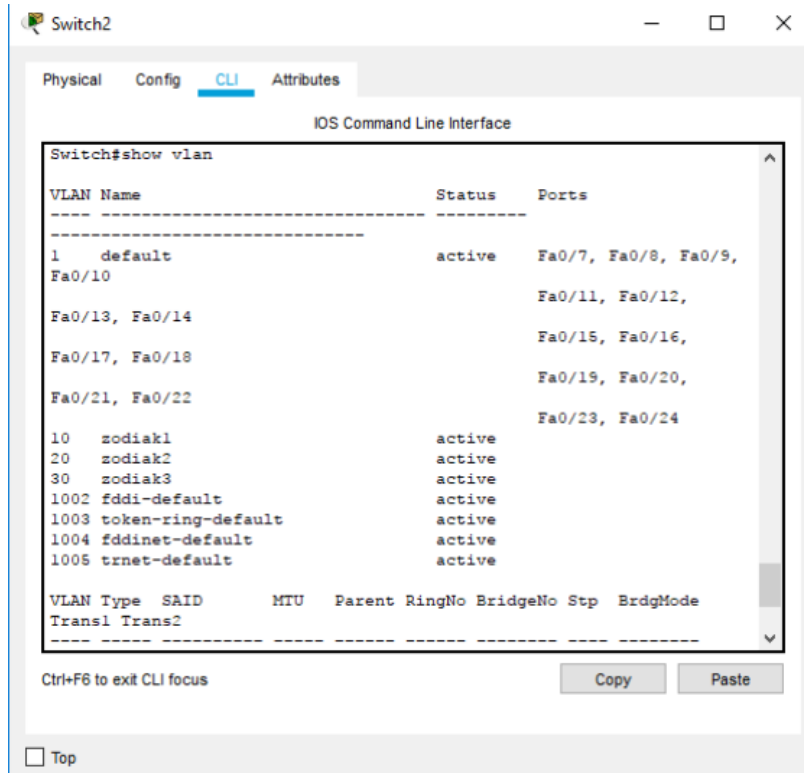 Switch2
Physical Config CLI Attributes
IOS Command Line Interface
Switch#show vlan
VLAN Name Status Ports
---- -------------------------------- ---------
-------------------------------
1 default active Fa0/7, Fa0/8, Fa0/9,
Fa0/10
Fa0/11, Fa0/12,
Fa0/13, Fa0/14
Fa0/15, Fa0/16,
Fa0/17, Fa0/18
Fa0/19, Fa0/20,
Fa0/21, Fa0/22
Fa0/23, Fa0/24
10 zodiak1 active
20 zodiak2 active
30 zodiak3 active
1002 fddi-default active
1003 token-ring-default active
1004 fddinet-default active
1005 trnet-default active
VLAN Type SAID MTU Parent RingNo BridgeNo Stp BrdgMode
Trans1 Trans2
---- ----- ---------- ----- ------ ------ -------- ---- --------
Ctrl+F6 to exit CLI focus Copy Paste
Top